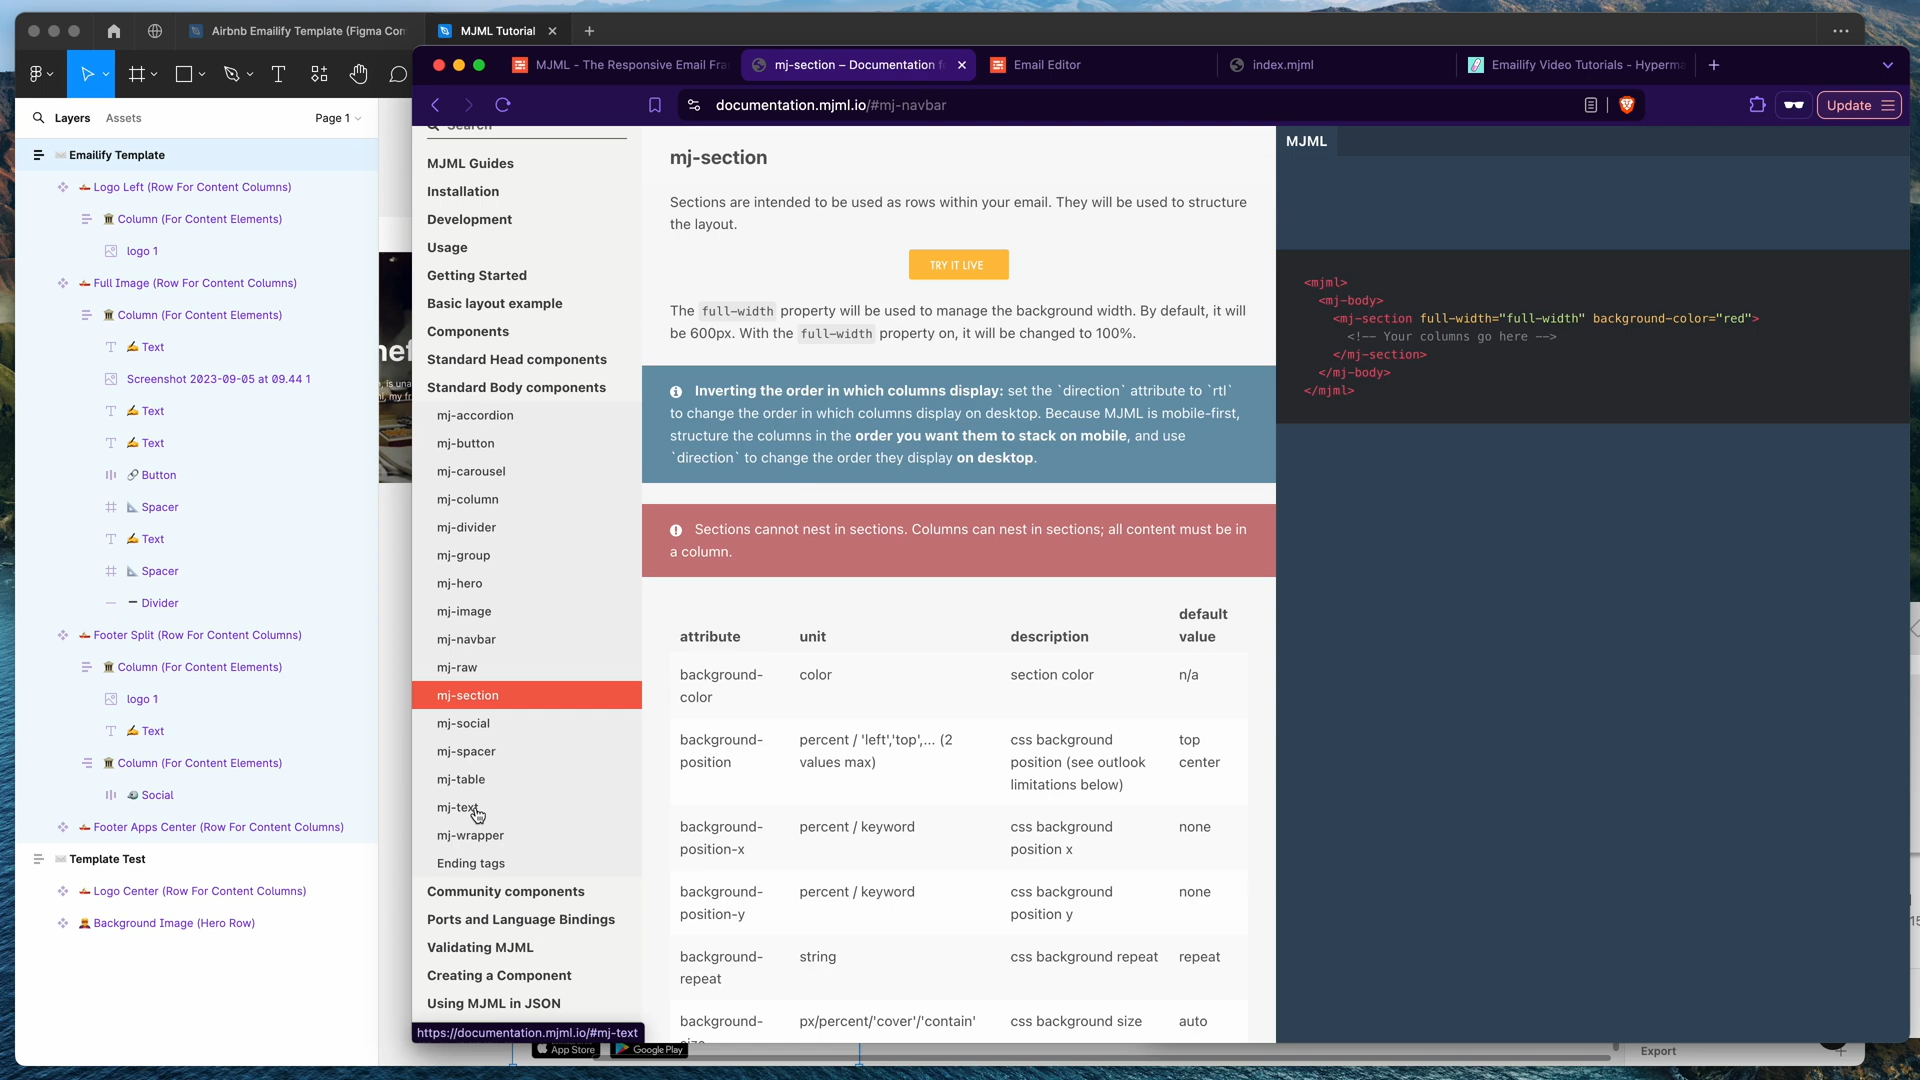 Airbnb Emailify Template (Figma Con
MJML Tutorial
Layers
Assets
Page 1
Emailify Template
Logo Left (Row For Content Columns)
Column (For Content Elements)
logo 1
Full Image (Row For Content Columns)
Column (For Content Elements)
Text
Screenshot 2023-09-05 at 09.44 1
Text
Text
Button
Spacer
Text
Spacer
Divider
Footer Split (Row For Content Columns)
Column (For Content Elements)
logo 1
Text
Column (For Content Elements)
Social
Footer Apps Center (Row For Content Columns)
Template Test
Logo Center (Row For Content Columns)
Background Image (Hero Row)
MJML - The Responsive Email Fra
mj-section – Documentation f
Email Editor
index.mjml
Emailify Video Tutorials - Hyperma
documentation.mjml.io/#mj-navbar
Update
Search
MJML Guides
Installation
Development
Usage
Getting Started
Basic layout example
Components
Standard Head components
Standard Body components
mj-accordion
mj-button
mj-carousel
mj-column
mj-divider
mj-group
mj-hero
mj-image
mj-navbar
mj-raw
mj-section
mj-social
mj-spacer
mj-table
mj-text
mj-wrapper
Ending tags
Community components
Ports and Language Bindings
Validating MJML
Creating a Component
Using MJML in JSON
https://documentation.mjml.io/#mj-text
mj-section
Sections are intended to be used as rows within your email. They will be used to structure
the layout.
TRY IT LIVE
The full-width property will be used to manage the background width. By default, it will
be 600px. With the full-width property on, it will be changed to 100%.
Inverting the order in which columns display: set the `direction` attribute to `rtl`
to change the order in which columns display on desktop. Because MJML is mobile-first,
structure the columns in the order you want them to stack on mobile, and use
`direction` to change the order they display on desktop.
Sections cannot nest in sections. Columns can nest in sections; all content must be in
a column.
attribute unit description default value
background-color color section color n/a
background-position percent / 'left','top',... (2 values max) css background position (see outlook limitations below) top center
background-position-x percent / keyword css background position x none
background-position-y percent / keyword css background position y none
background-repeat string css background repeat repeat
background- px/percent/'cover'/'contain' css background size auto
MJML
<mjml>
<mj-body>
<mj-section full-width="full-width" background-color="red">
<!-- Your columns go here -->
</mj-section>
</mj-body>
</mjml>
App Store
Google Play
Export